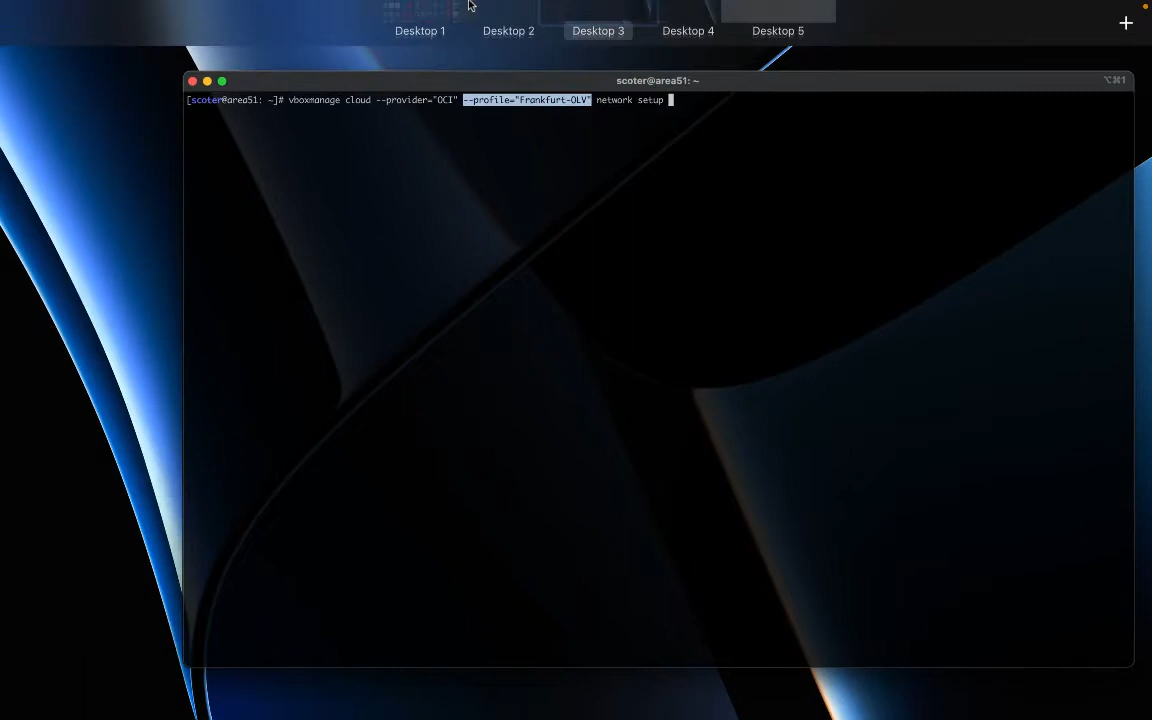 Desktop 1
Desktop 2
Desktop 3
Desktop 4
Desktop 5
scoter@area51: ~
⌥⌘1
[scoter@area51: ~]# vboxmanage cloud --provider="OCI" --profile="Frankfurt-OLV" network setup